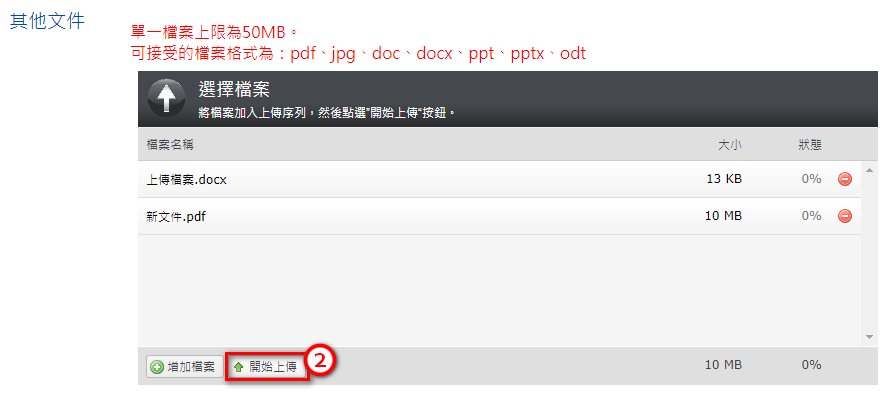 其他文件
單一檔案上限為50MB。
可接受的檔案格式為：pdf、jpg、doc、docx、ppt、pptx、odt
選擇檔案
將檔案加入上傳序列，然後點選"開始上傳"按鈕。
檔案名稱 大小 狀態
上傳檔案.docx 13 KB 0%
新文件.pdf 10 MB 0%
增加檔案 開始上傳 2 10 MB 0%